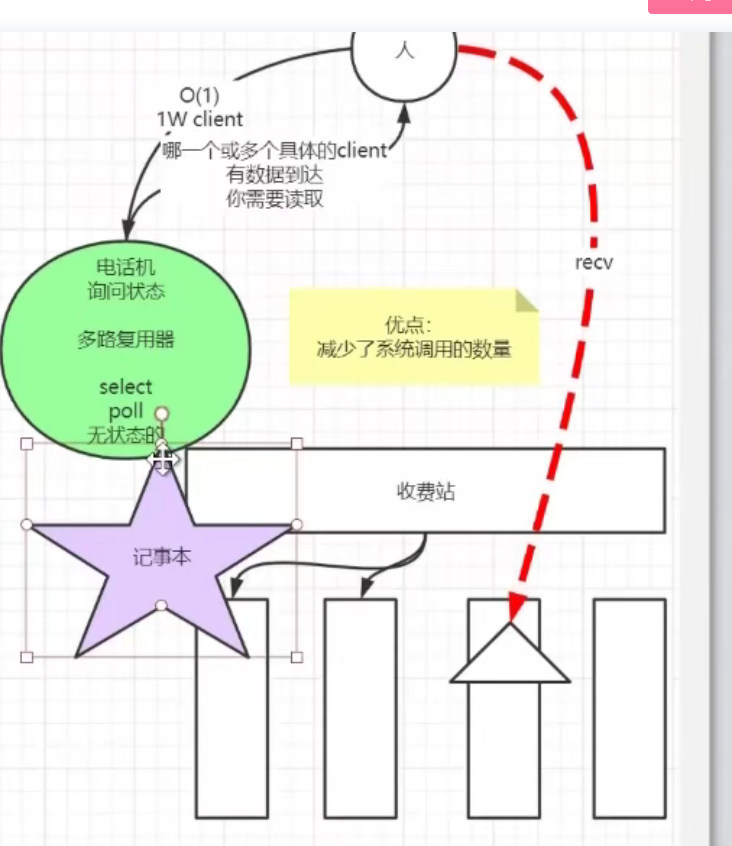 人
O(1)
1W client
哪一个或多个具体的client
有数据到达
你需要读取
recv
电话机
询问状态
多路复用器
select
poll
无状态的
优点：
减少了系统调用的数量
收费站
记事本